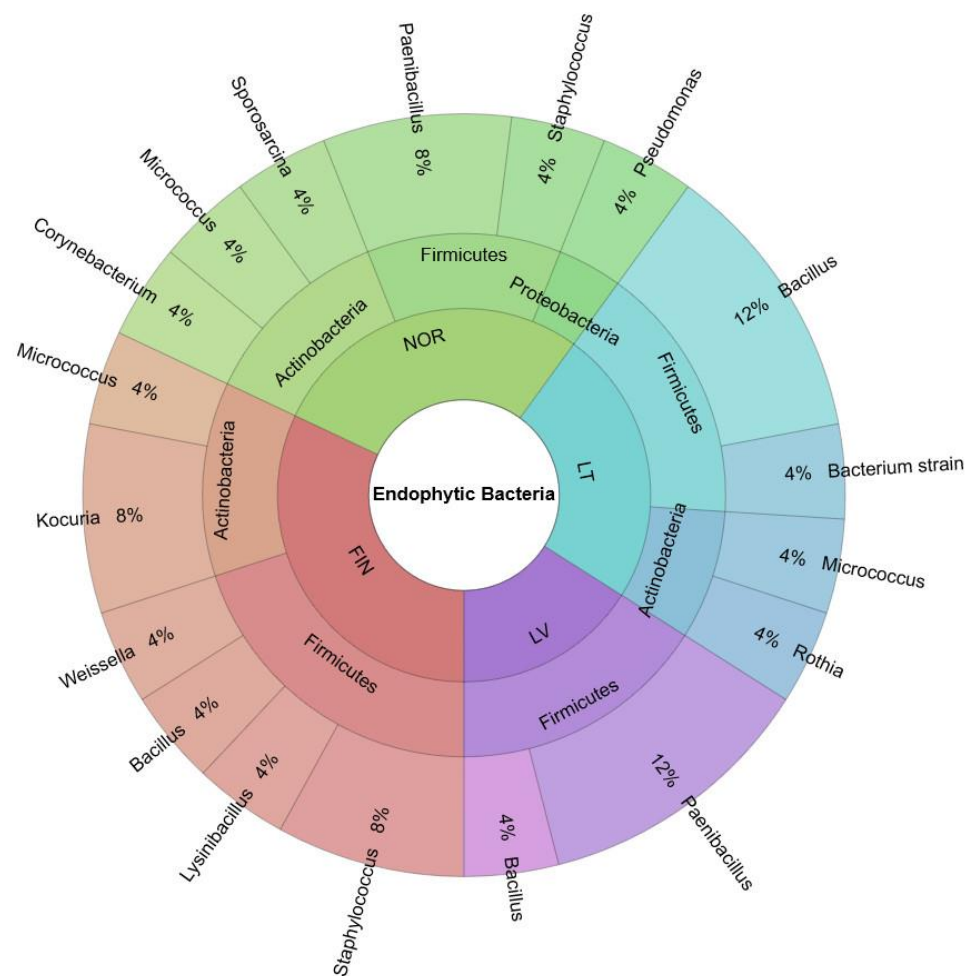 Endophytic Bacteria
NOR
Actinobacteria
Corynebacterium 4%
Micrococcus 4%
Sporosarcina 4%
Firmicutes
Paenibacillus 8%
Staphylococcus 4%
Proteobacteria
Pseudomonas 4%
LT
Firmicutes
12% Bacillus
4% Bacterium strain
Actinobacteria
4% Micrococcus
4% Rothia
LV
Firmicutes
12% Paenibacillus
4% Bacillus
FIN
Firmicutes
Staphylococcus 8%
Lysinibacillus 4%
Bacillus 4%
Weissella 4%
Actinobacteria
Kocuria 8%
Micrococcus 4%